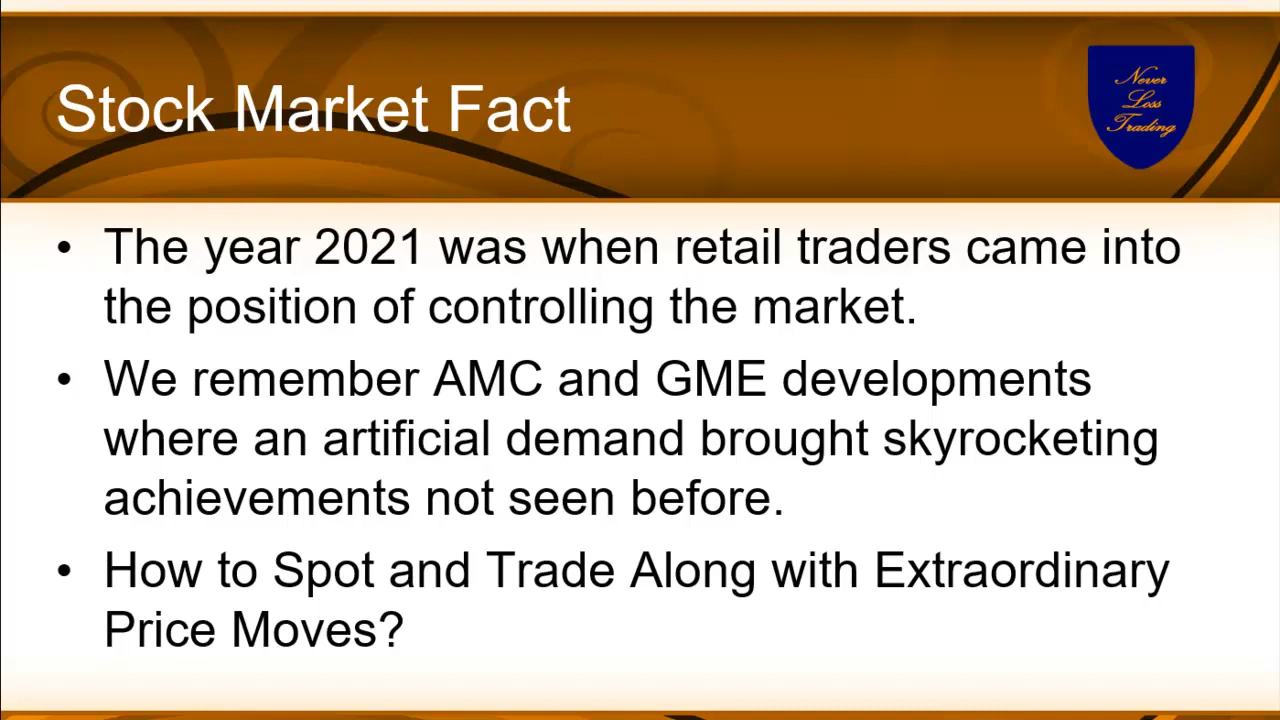 Stock Market Fact
Never
Loss
Trading
• The year 2021 was when retail traders came into
the position of controlling the market.
• We remember AMC and GME developments
where an artificial demand brought skyrocketing
achievements not seen before.
• How to Spot and Trade Along with Extraordinary
Price Moves?